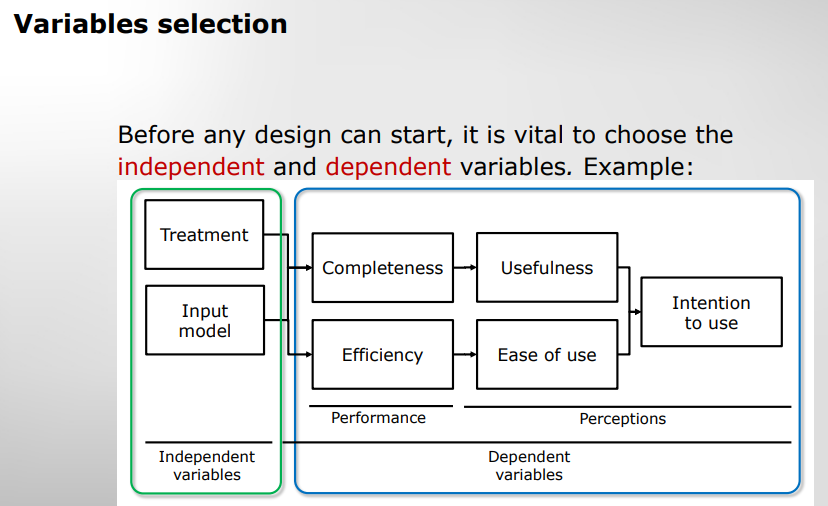 Variables selection
Before any design can start, it is vital to choose the
independent and dependent variables. Example:
Treatment
Input
model
Completeness
Efficiency
Usefulness
Ease of use
Intention
to use
Performance
Perceptions
Independent
variables
Dependent
variables